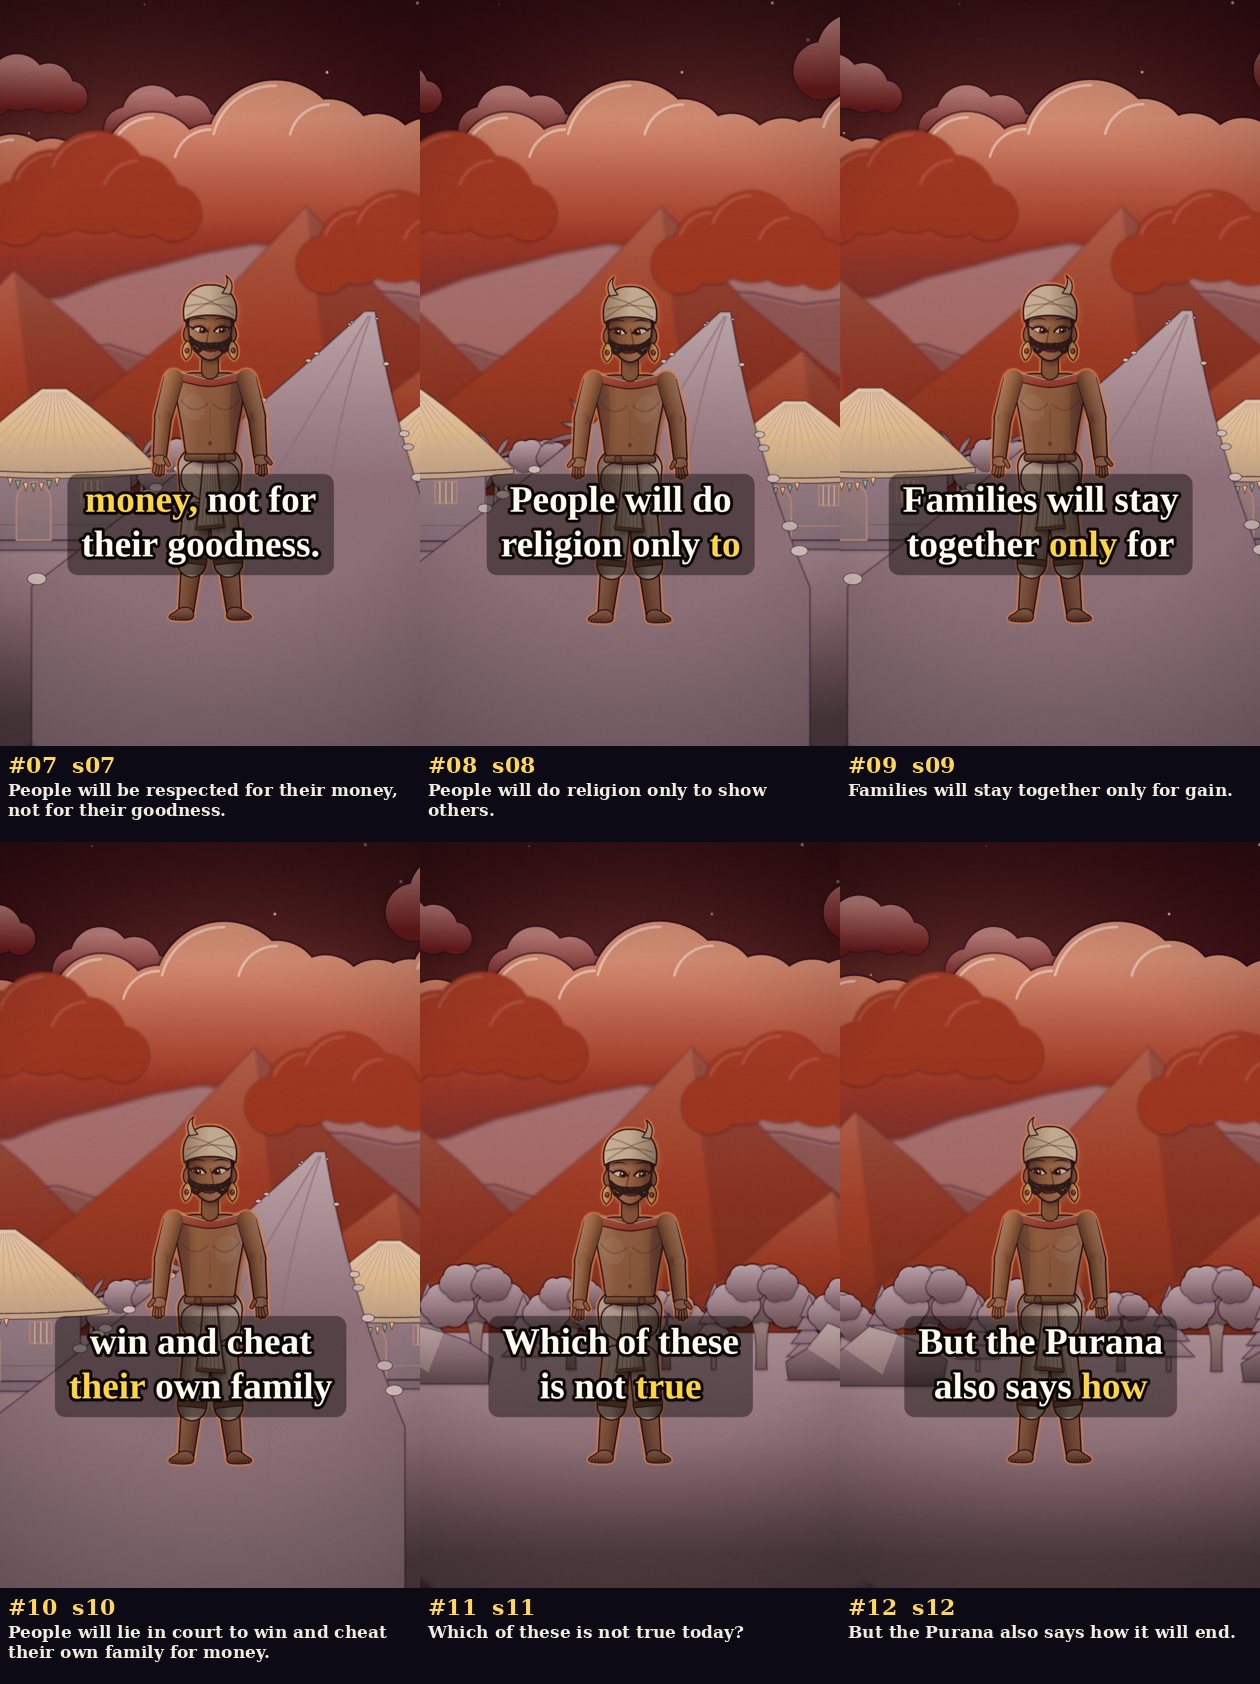 money, not for
their goodness.
#07 s07
People will be respected for their money,
not for their goodness.
People will do
religion only to
#08 s08
People will do religion only to show
others.
Families will stay
together only for
#09 s09
Families will stay together only for gain.
win and cheat
their own family
#10 s10
People will lie in court to win and cheat
their own family for money.
Which of these
is not true
#11 s11
Which of these is not true today?
But the Purana
also says how
#12 s12
But the Purana also says how it will end.